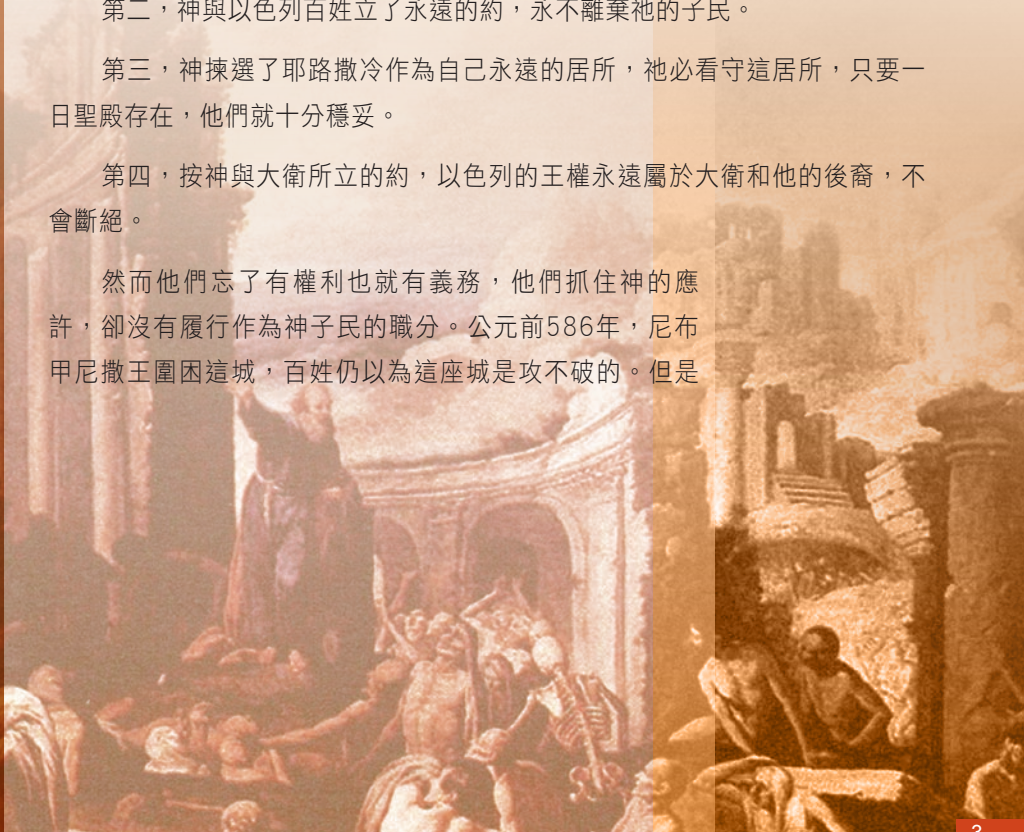 第二，神與以色列百姓立了永遠的約，永不離棄祂的子民。
第三，神揀選了耶路撒冷作為自己永遠的居所，祂必看守這居所，只要一
日聖殿存在，他們就十分穩妥。
第四，按神與大衛所立的約，以色列的王權永遠屬於大衛和他的後裔，不
會斷絕。
然而他們忘了有權利也就有義務，他們抓住神的應
許，卻沒有履行作為神子民的職分。公元前586年，尼布
甲尼撒王圍困這城，百姓仍以為這座城是攻不破的。但是
3